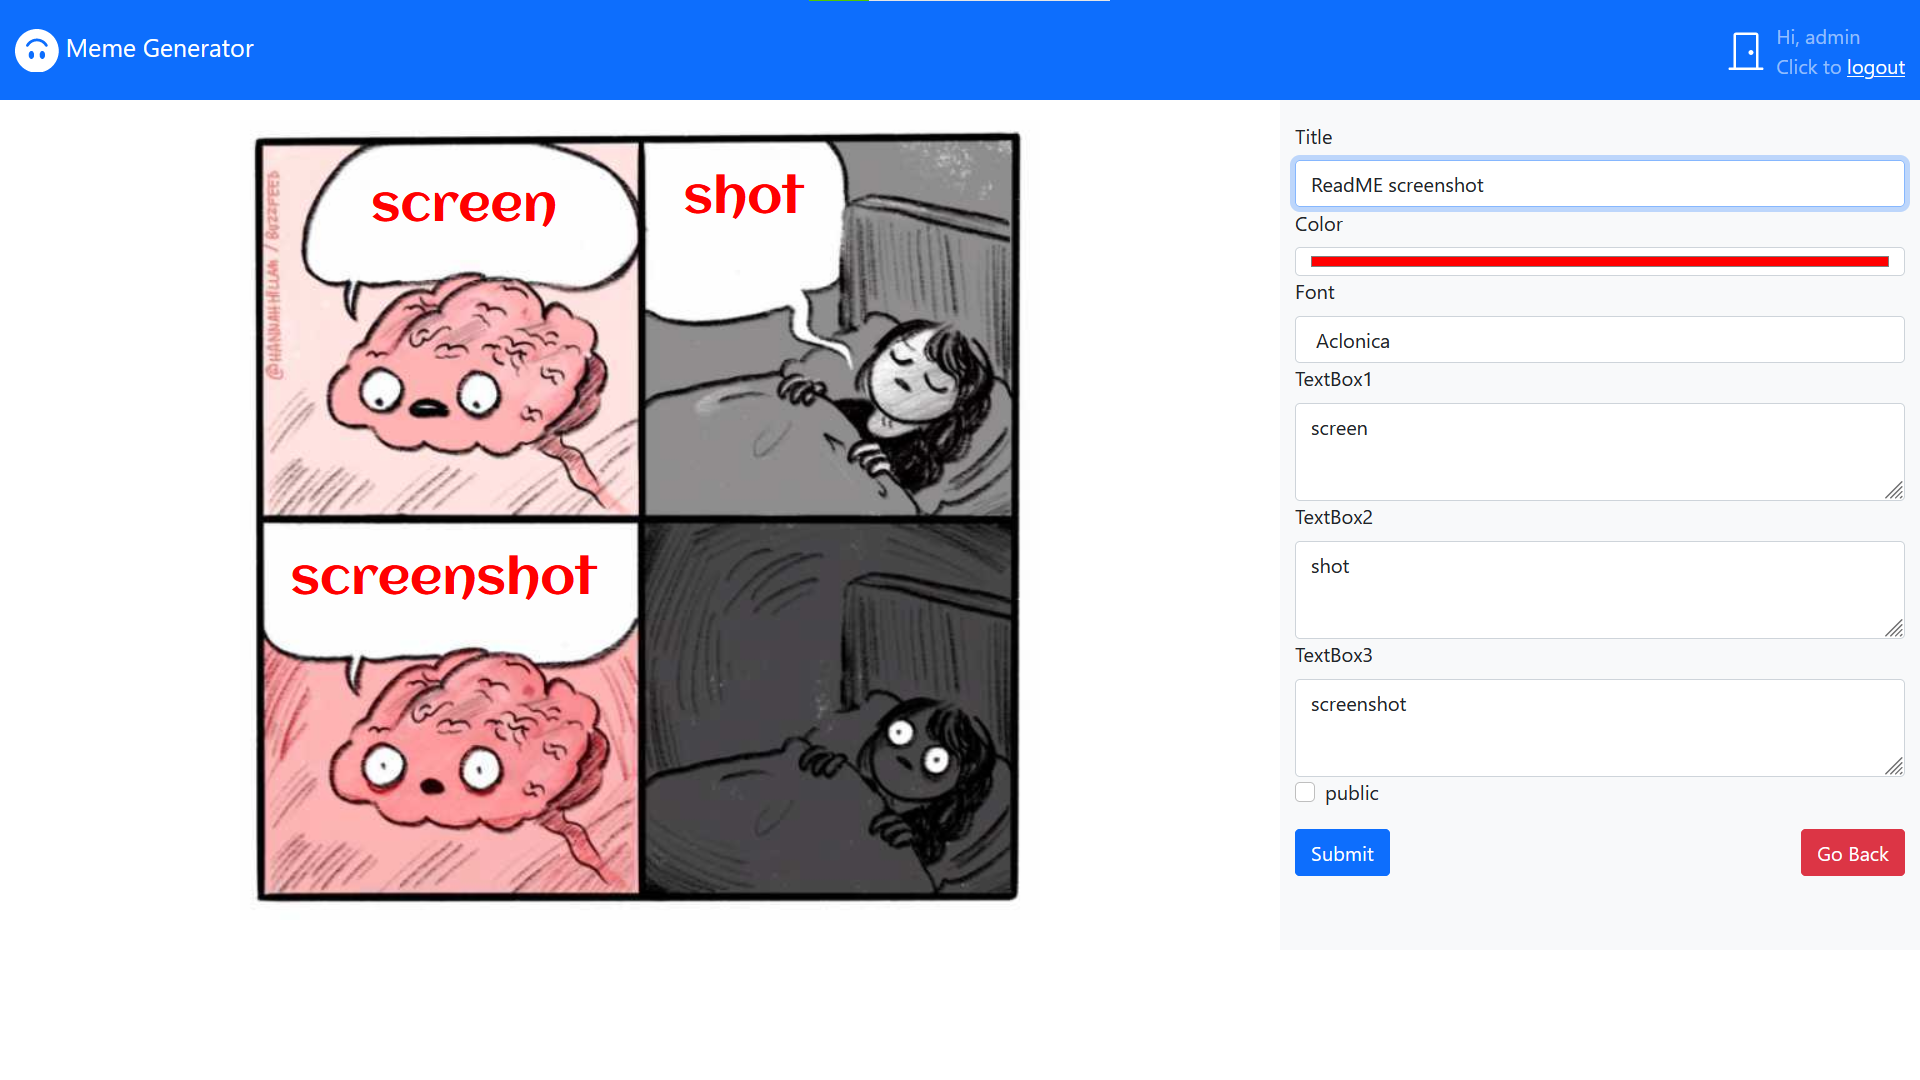 Meme Generator
Hi, admin
Click to logout
screen
shot
screenshot
@HANNAHHILLAM / BUZZFEED
Title
ReadME screenshot
Color
Font
Aclonica
TextBox1
screen
TextBox2
shot
TextBox3
screenshot
public
Submit
Go Back